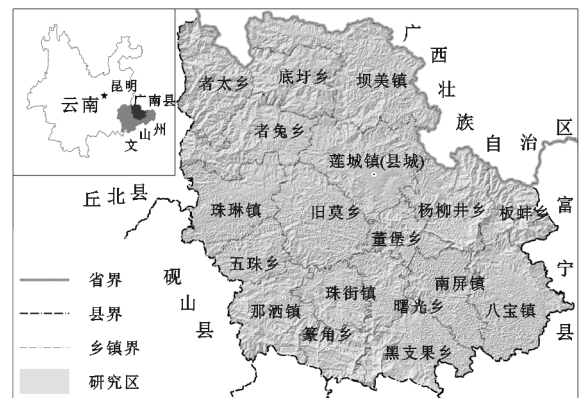 昆明
云南
广南县
文山州
广西壮族自治区
者太乡
底圩乡
坝美镇
者兔乡
莲城镇(县城)
丘北县
珠琳镇
旧莫乡
杨柳井乡
板蚌乡
董堡乡
富宁县
砚山县
五珠乡
珠街镇
南屏镇
那洒镇
曙光乡
八宝镇
篆角乡
黑支果乡
省界
县界
乡镇界
研究区